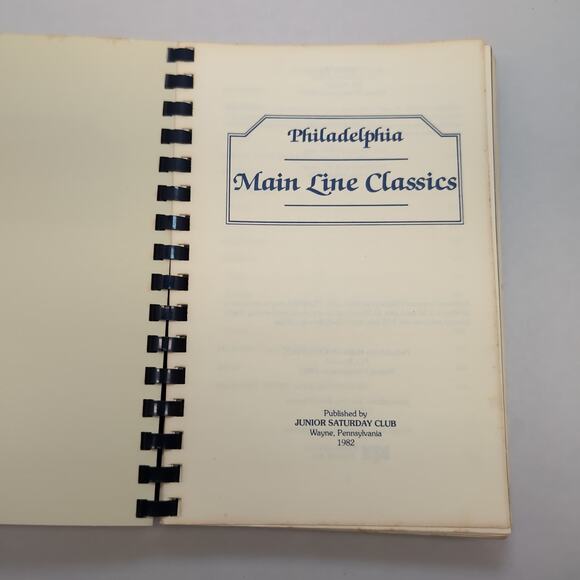 Philadelphia
Main Line Classics
Published by
JUNIOR SATURDAY CLUB
Wayne, Pennsylvania
1982